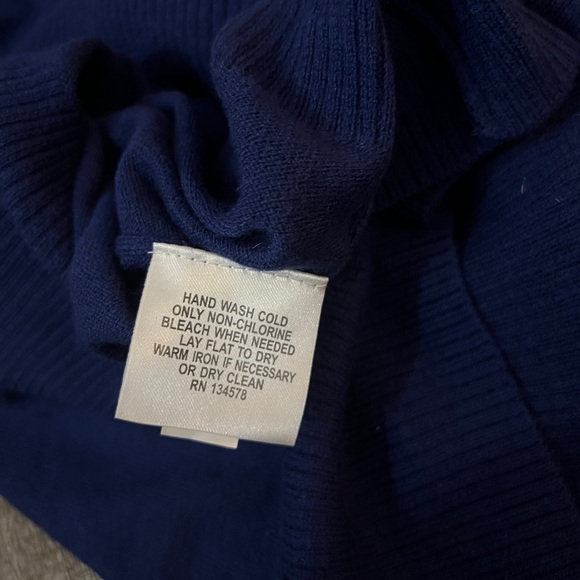 HAND WASH COLD
ONLY NON-CHLORINE
BLEACH WHEN NEEDED
LAY FLAT TO DRY
WARM IRON IF NECESSARY
OR DRY CLEAN
RN 134578